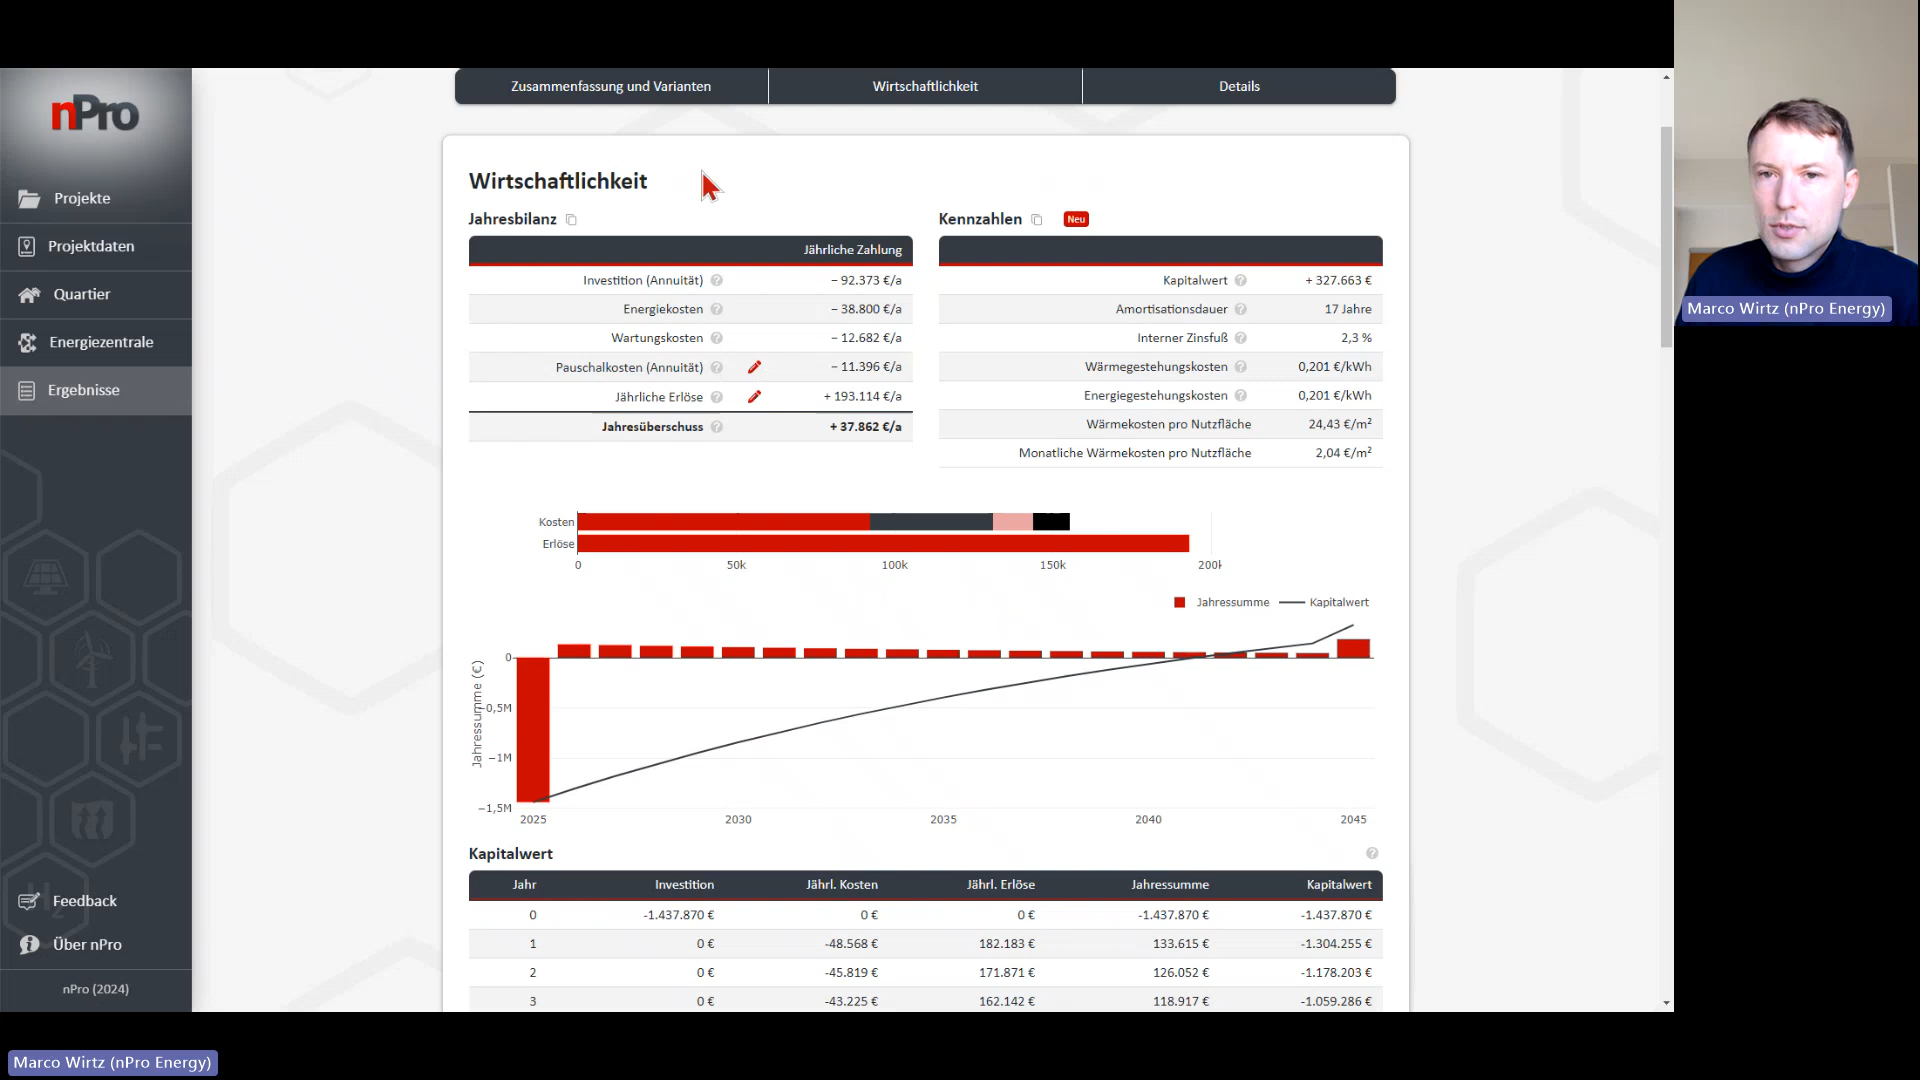 Zusammenfassung und Varianten
Wirtschaftlichkeit
Details
nPro
Projekte
Projektdaten
Quartier
Energiezentrale
Ergebnisse
Feedback
Über nPro
nPro (2024)
Wirtschaftlichkeit
Jahresbilanz
Jährliche Zahlung
Investition (Annuität) − 92.373 €/a
Energiekosten − 38.800 €/a
Wartungskosten − 12.682 €/a
Pauschalkosten (Annuität) − 11.396 €/a
Jährliche Erlöse + 193.114 €/a
Jahresüberschuss + 37.862 €/a
Kennzahlen Neu
Kapitalwert + 327.663 €
Amortisationsdauer 17 Jahre
Interner Zinsfuß 2,3 %
Wärmegestehungskosten 0,201 €/kWh
Energiegestehungskosten 0,201 €/kWh
Wärmekosten pro Nutzfläche 24,43 €/m²
Monatliche Wärmekosten pro Nutzfläche 2,04 €/m²
Kosten
Erlöse
0 50k 100k 150k 200k
Jahressumme Kapitalwert
Jahressumme (€)
0
−0,5M
−1M
−1,5M
2025 2030 2035 2040 2045
Kapitalwert
Jahr Investition Jährl. Kosten Jährl. Erlöse Jahressumme Kapitalwert
0 -1.437.870 € 0 € 0 € -1.437.870 € -1.437.870 €
1 0 € -48.568 € 182.183 € 133.615 € -1.304.255 €
2 0 € -45.819 € 171.871 € 126.052 € -1.178.203 €
3 0 € -43.225 € 162.142 € 118.917 € -1.059.286 €
Marco Wirtz (nPro Energy)
Marco Wirtz (nPro Energy)